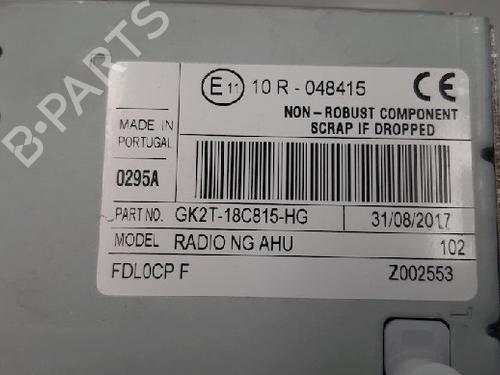 B-PARTS
E11 10 R - 048415 CE
NON - ROBUST COMPONENT
SCRAP IF DROPPED
MADE IN
PORTUGAL
0295A
PART NO. GK2T-18C815-HG 31/08/2017
MODEL RADIO NG AHU 102
FDL0CP F Z002553